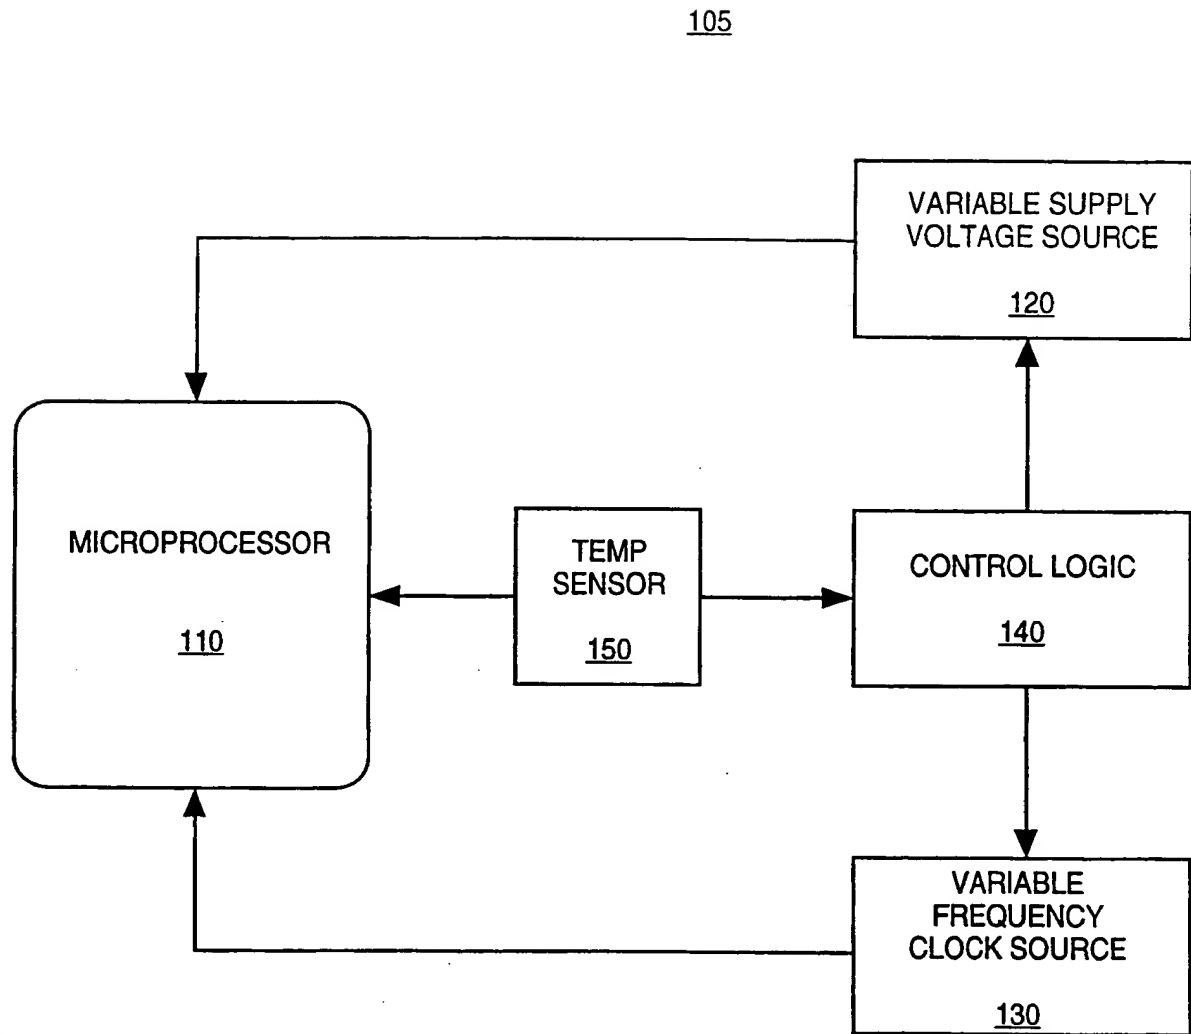 105
VARIABLE SUPPLY
VOLTAGE SOURCE
120
MICROPROCESSOR
110
TEMP
SENSOR
150
CONTROL LOGIC
140
VARIABLE
FREQUENCY
CLOCK SOURCE
130